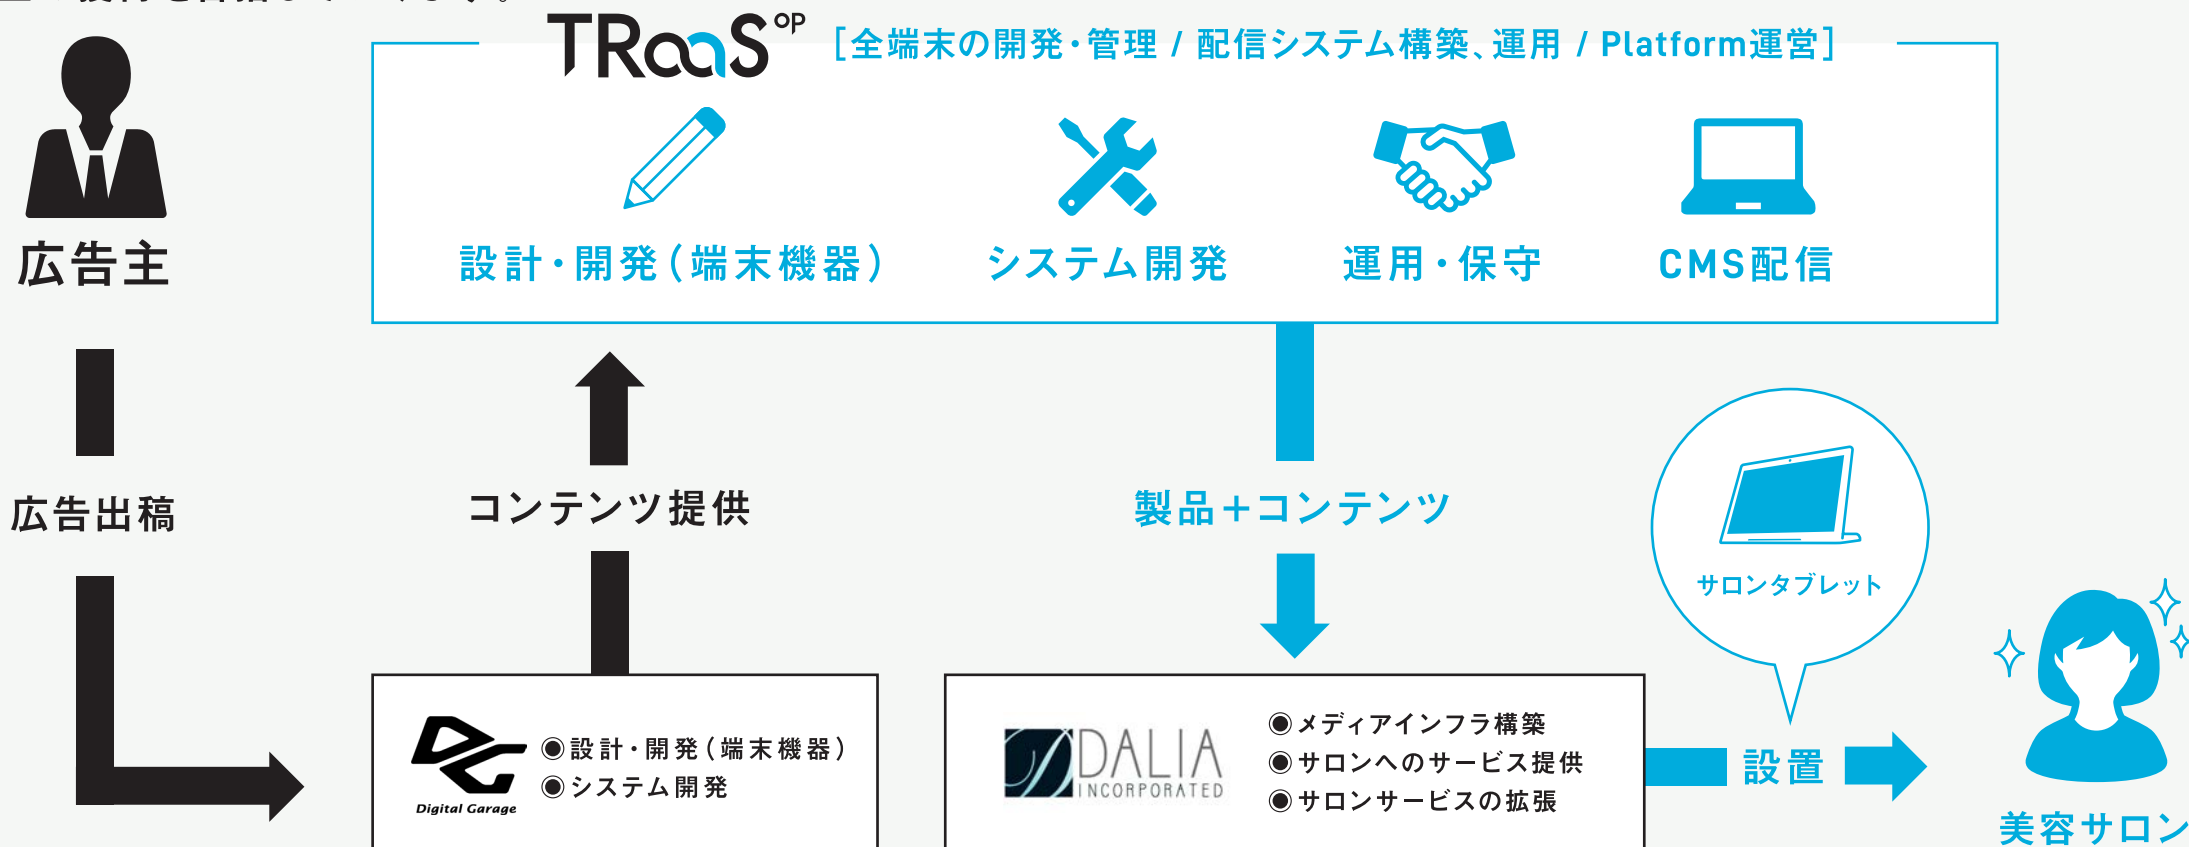 TRaaS OP [全端末の開発・管理 / 配信システム構築、運用 / Platform運営]
設計・開発（端末機器）
システム開発
運用・保守
CMS配信
広告主
広告出稿
コンテンツ提供
製品＋コンテンツ
サロンタブレット
Digital Garage
◉設計・開発（端末機器）
◉システム開発
DALIA
INCORPORATED
◉メディアインフラ構築
◉サロンへのサービス提供
◉サロンサービスの拡張
設置
美容サロン